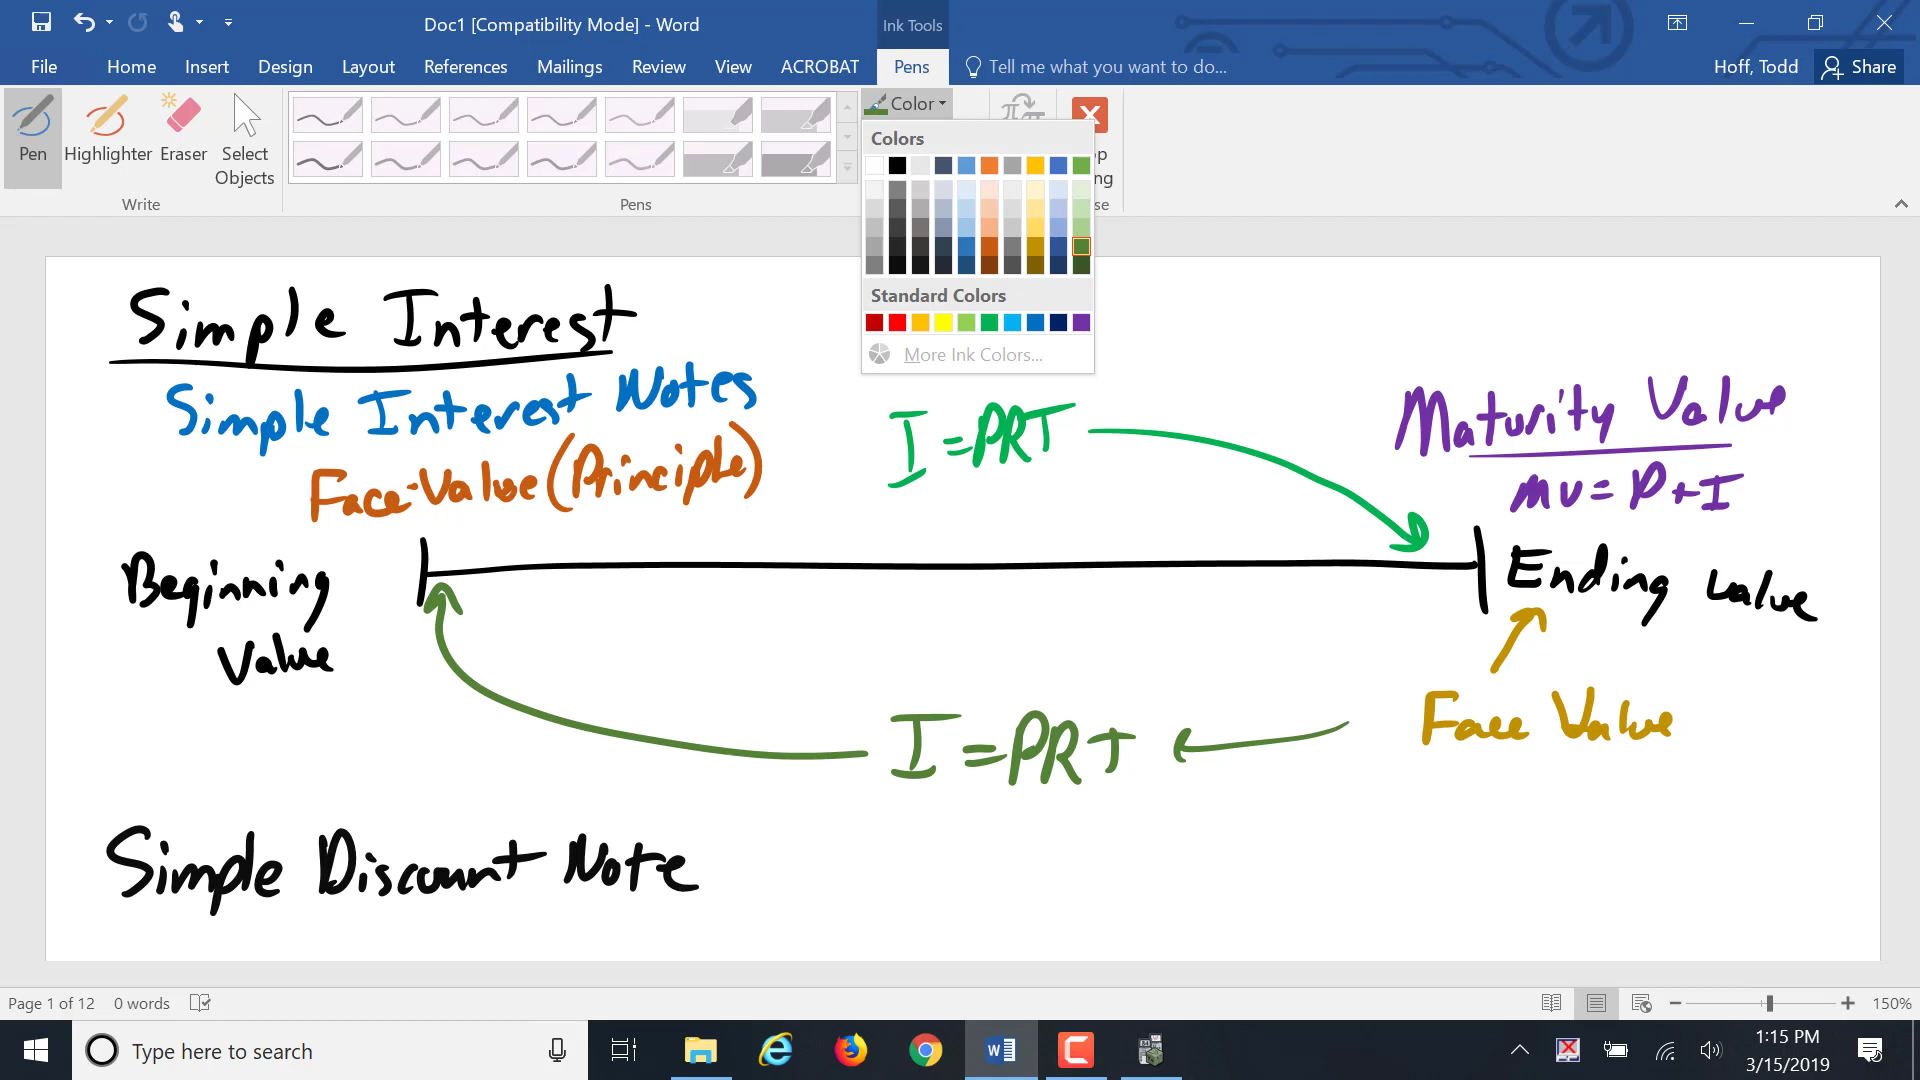 Doc1 [Compatibility Mode] - Word
Ink Tools
File Home Insert Design Layout References Mailings Review View ACROBAT Pens Tell me what you want to do... Hoff, Todd Share
Pen Highlighter Eraser Select Objects
Write
Pens
Color
Colors
Standard Colors
More Ink Colors...
op
ng
se
Simple Interest
Simple Interest Notes
Face Value (Principle)
I = PRT
Maturity Value
MV = P + I
Beginning Value
Ending Value
Face Value
I = PRT
Simple Discount Note
Page 1 of 12 0 words
150%
Type here to search
1:15 PM
3/15/2019